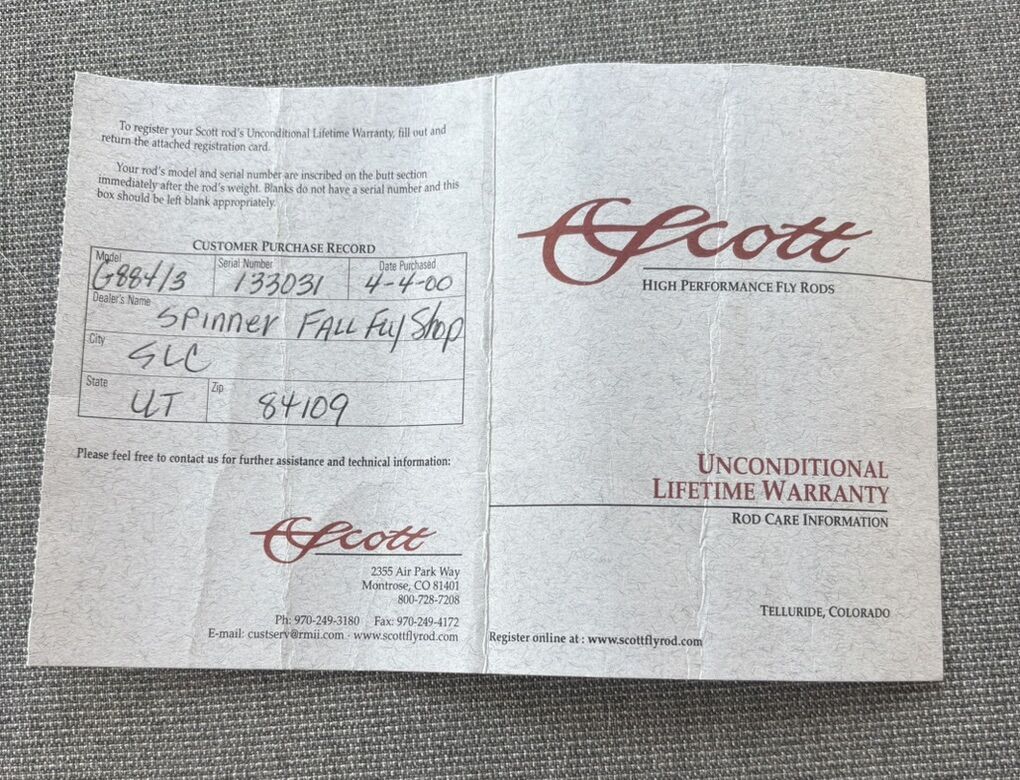 To register your Scott rod's Unconditional Lifetime Warranty, fill out and
return the attached registration card.
Your rod's model and serial number are inscribed on the butt section
immediately after the rod's weight. Blanks do not have a serial number and this
box should be left blank appropriately.
CUSTOMER PURCHASE RECORD
Model Serial Number Date Purchased
G884/3 133031 4-4-00
Dealer's Name
Spinner FALL Fly Shop
City
SLC
State Zip
UT 84109
Please feel free to contact us for further assistance and technical information:
Scott
2355 Air Park Way
Montrose, CO 81401
800-728-7208
Ph: 970-249-3180 Fax: 970-249-4172
E-mail: custserv@rmii.com · www.scottflyrod.com
Scott
HIGH PERFORMANCE FLY RODS
UNCONDITIONAL
LIFETIME WARRANTY
ROD CARE INFORMATION
TELLURIDE, COLORADO
Register online at : www.scottflyrod.com